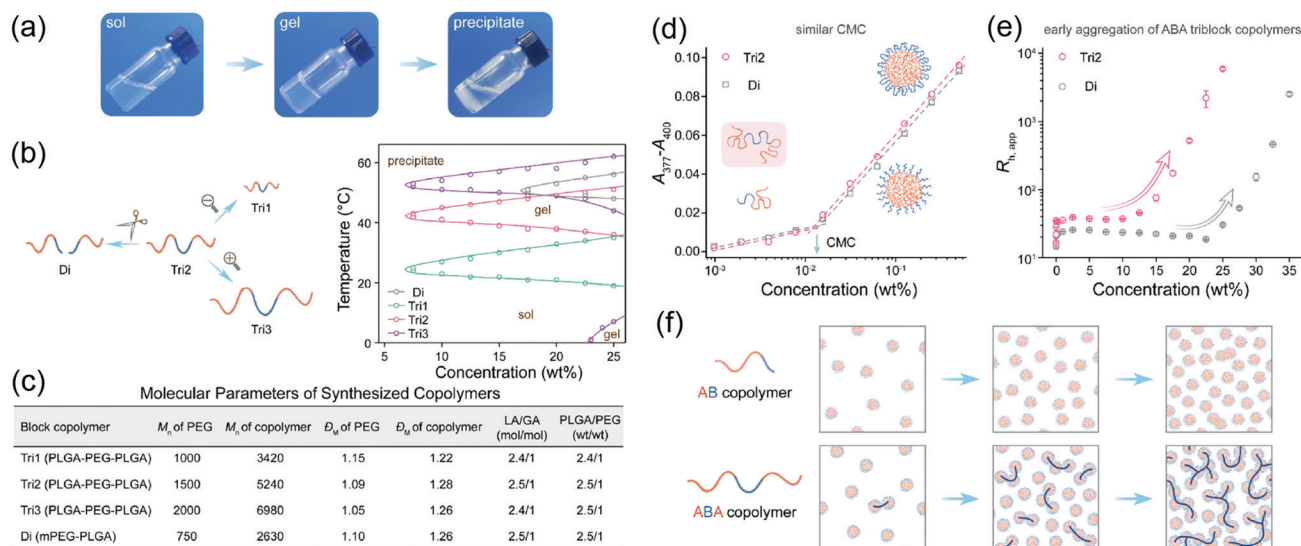 (a)
sol
gel
precipitate
(b)
Di
Tri2
Tri1
Tri3
precipitate
gel
sol
gel
Di
Tri1
Tri2
Tri3
Temperature (°C)
60
40
20
0
5
10
15
20
25
Concentration (wt%)
(c)
Molecular Parameters of Synthesized Copolymers
Block copolymer Mn of PEG Mn of copolymer ĐM of PEG ĐM of copolymer LA/GA (mol/mol) PLGA/PEG (wt/wt)
Tri1 (PLGA-PEG-PLGA) 1000 3420 1.15 1.22 2.4/1 2.4/1
Tri2 (PLGA-PEG-PLGA) 1500 5240 1.09 1.28 2.5/1 2.5/1
Tri3 (PLGA-PEG-PLGA) 2000 6980 1.05 1.26 2.4/1 2.5/1
Di (mPEG-PLGA) 750 2630 1.10 1.26 2.5/1 2.5/1
(d)
similar CMC
Tri2
Di
A377-A400
0.10
0.08
0.06
0.04
0.02
0.00
CMC
10-3
10-2
10-1
Concentration (wt%)
(e)
early aggregation of ABA triblock copolymers
Tri2
Di
Rh, app
104
103
102
101
0
5
10
15
20
25
30
35
Concentration (wt%)
(f)
AB
copolymer
ABA
copolymer